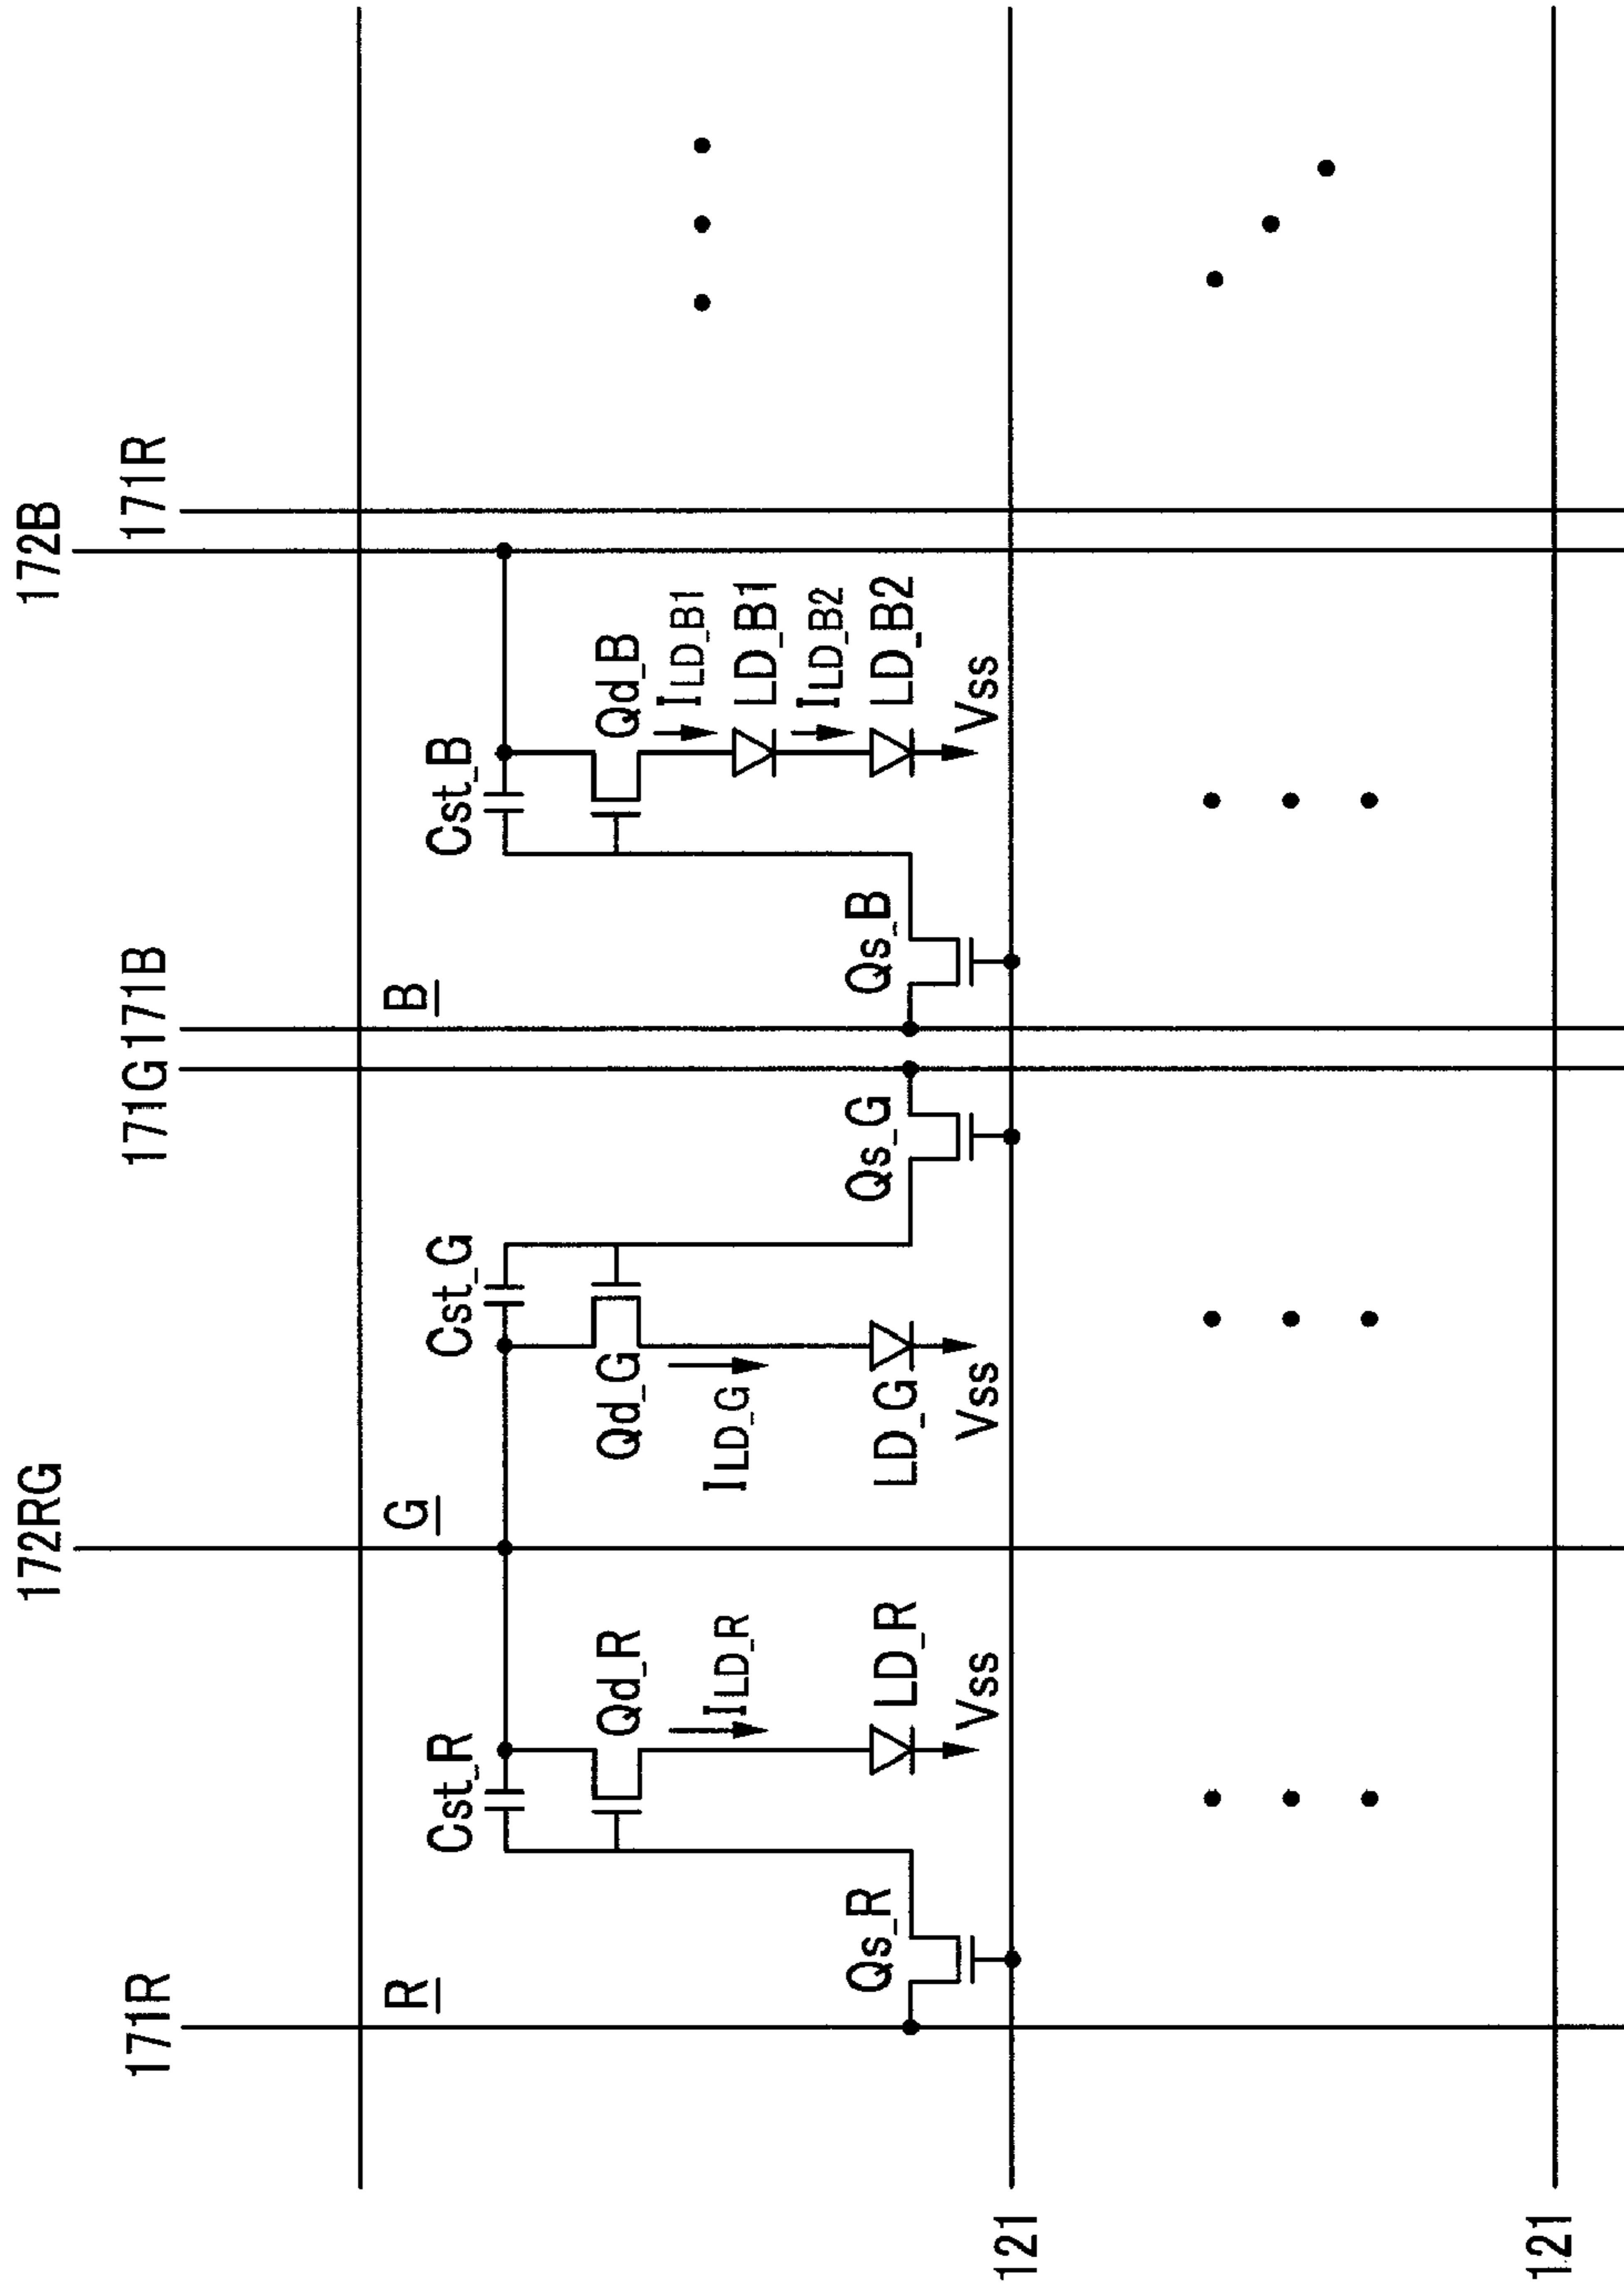 172RG
172B
171R
171G
171B
171R
R
G
B
Cst_R
Cst_G
Cst_B
Qd_R
Qd_G
Qd_B
ILD_R
ILD_G
ILD_B1
LD_B1
ILD_B2
Qs_R
LD_R
LD_G
Qs_G
Qs_B
LD_B2
Vss
Vss
Vss
121
121